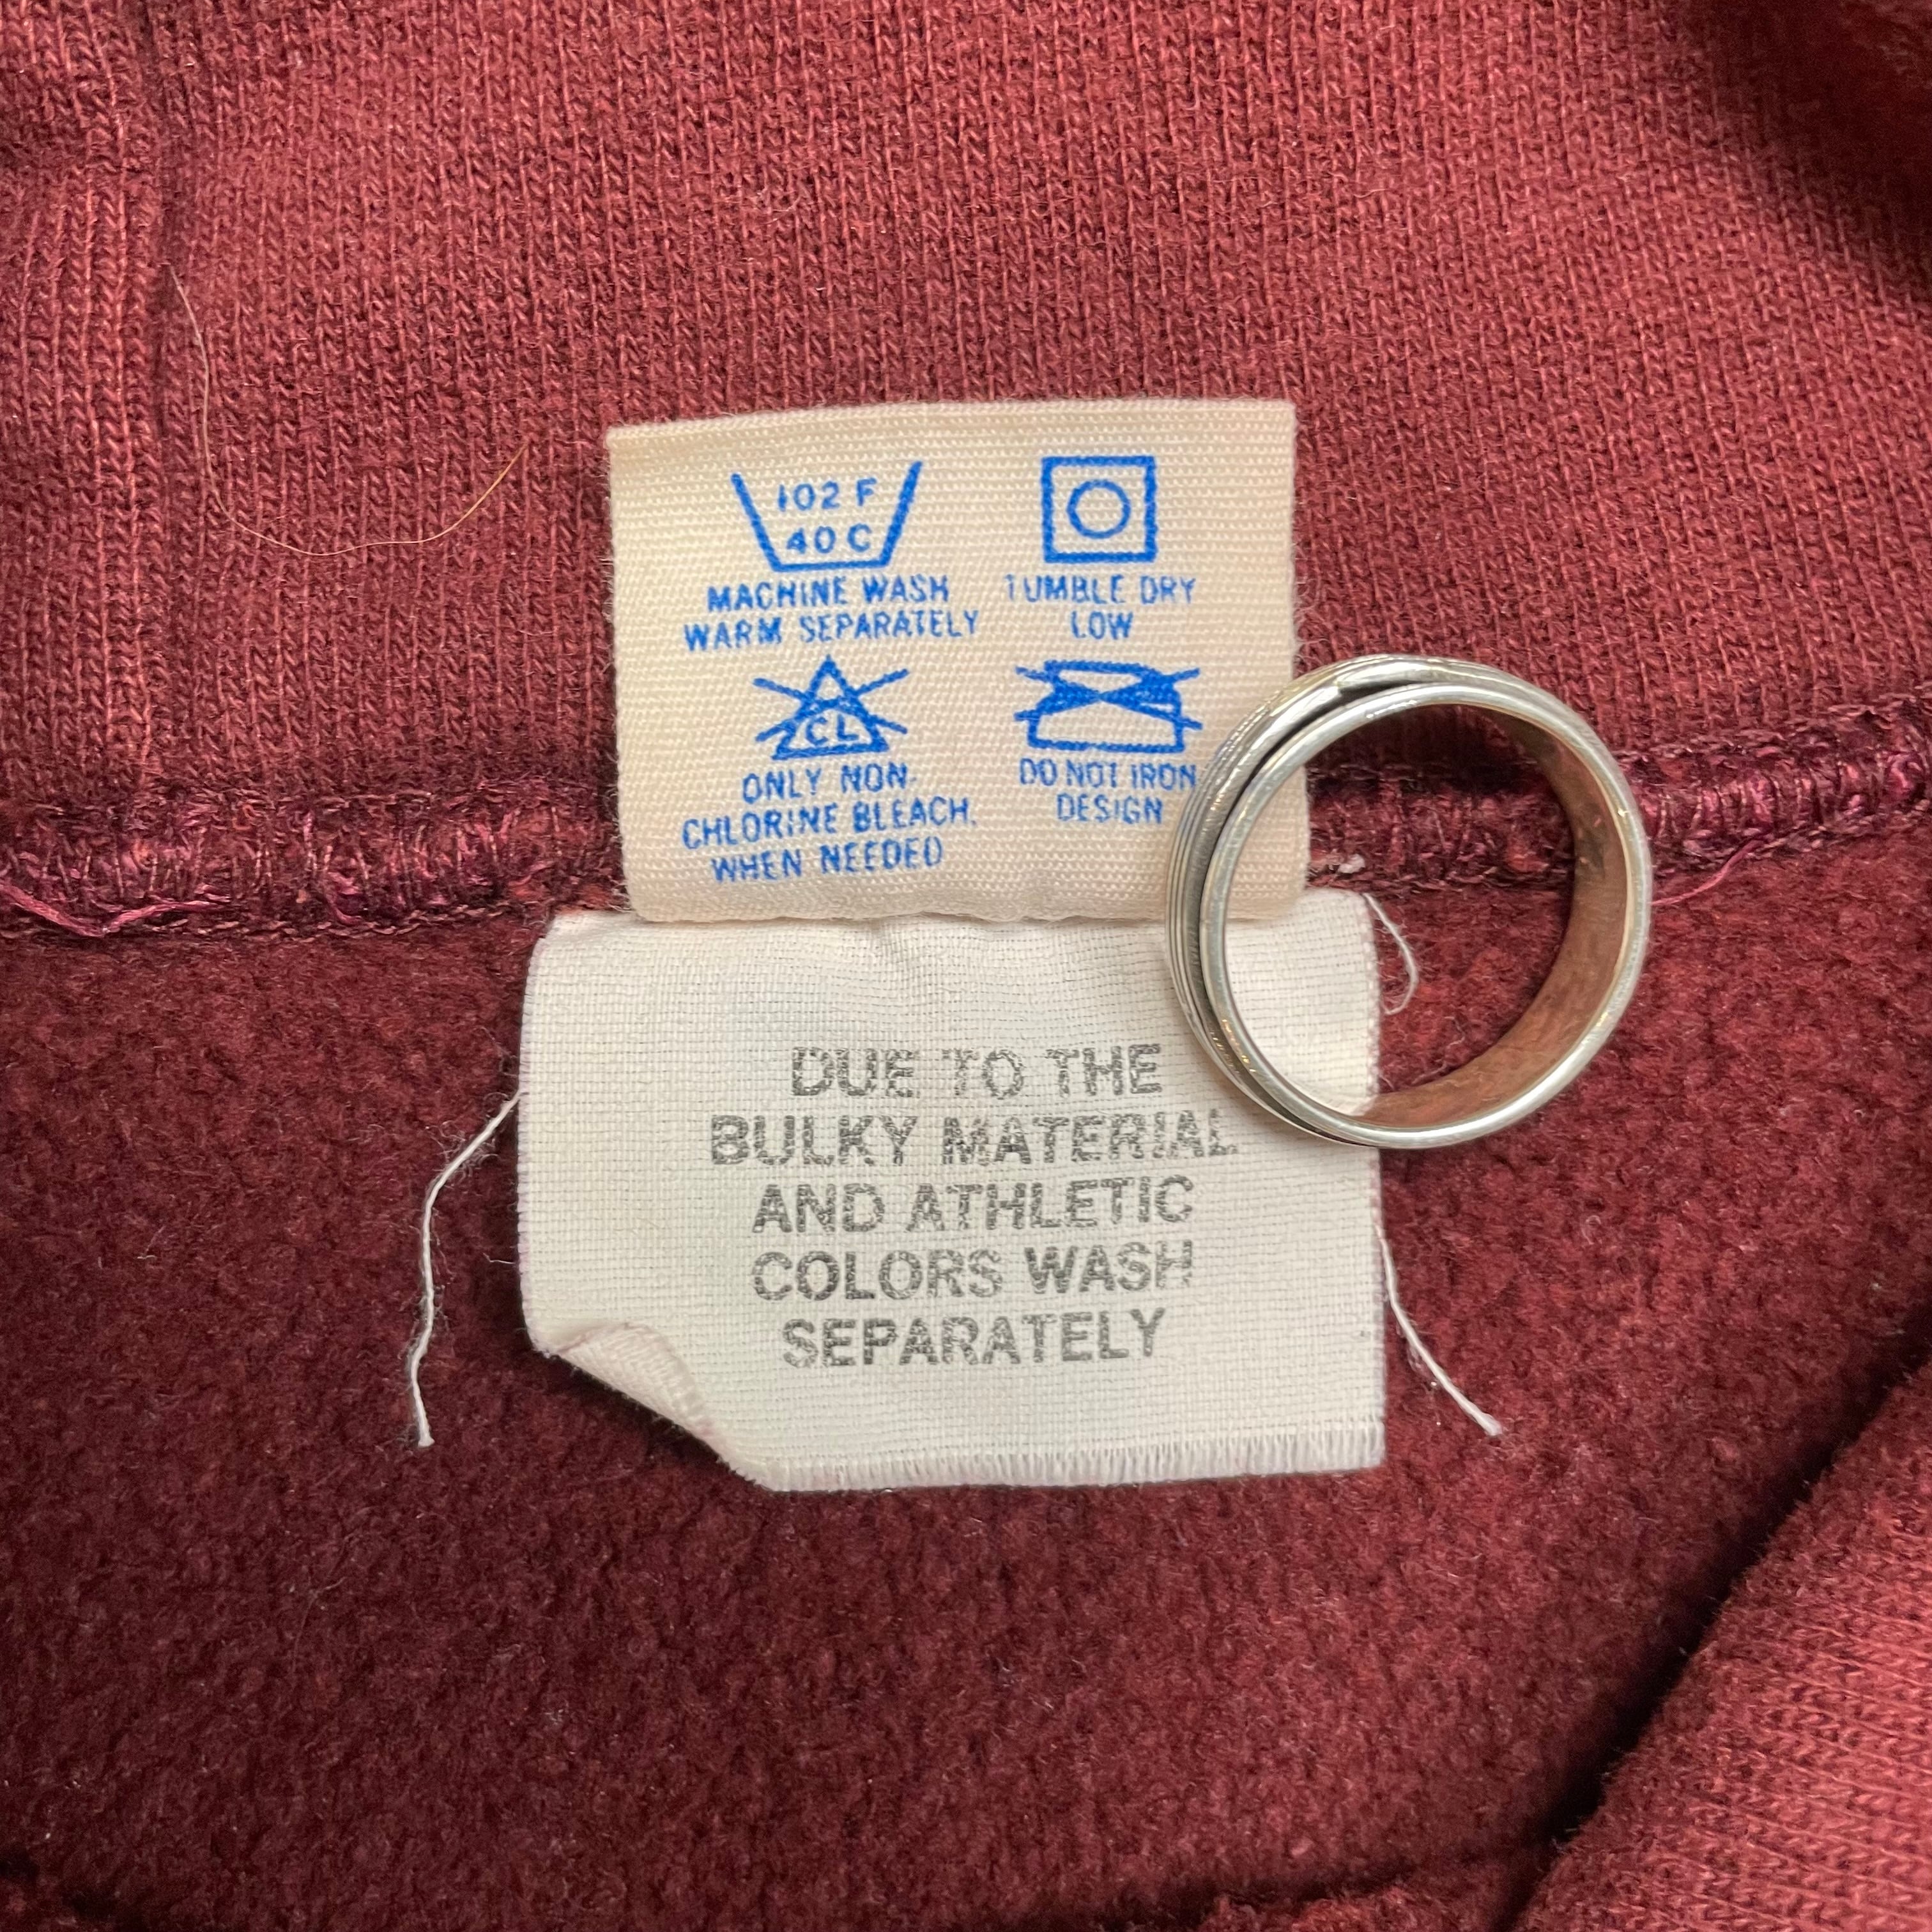 102 F
40 C
MACHINE WASH
WARM SEPARATELY
TUMBLE DRY
LOW
CL
ONLY NON-
CHLORINE BLEACH,
WHEN NEEDED
DO NOT IRON
DESIGN
DUE TO THE
BULKY MATERIAL
AND ATHLETIC
COLORS WASH
SEPARATELY